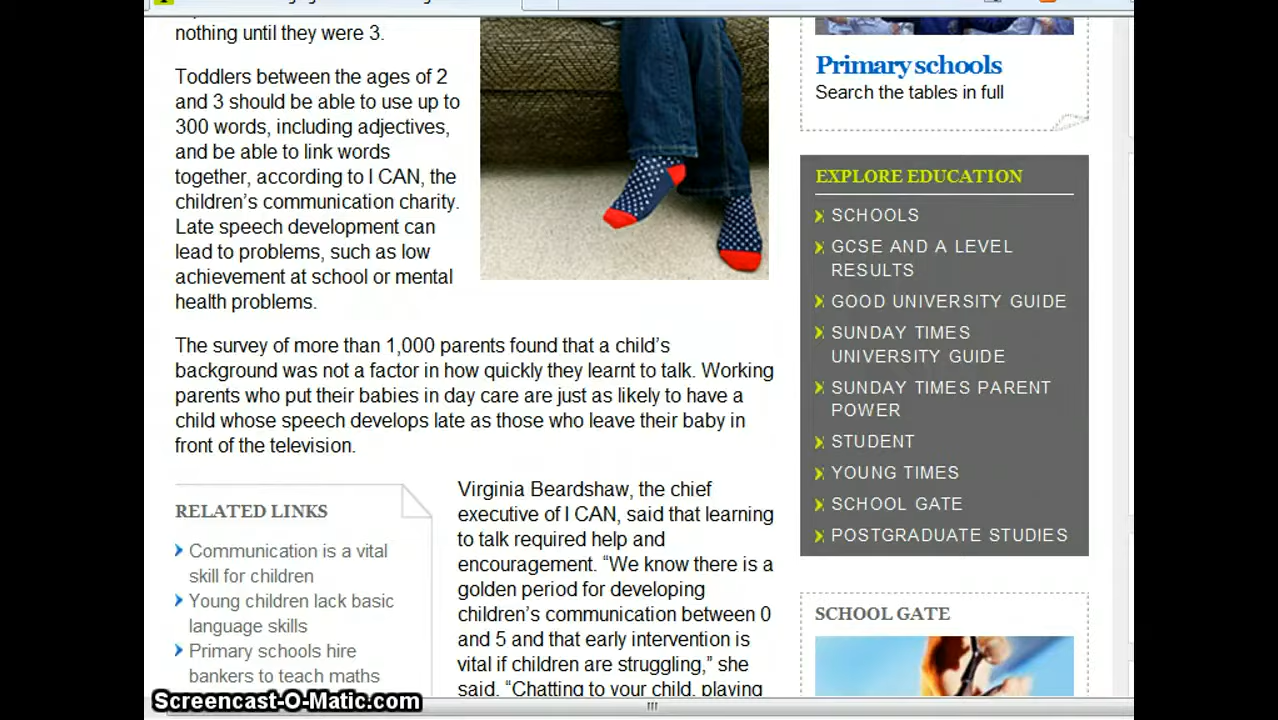 nothing until they were 3.
Toddlers between the ages of 2
and 3 should be able to use up to
300 words, including adjectives,
and be able to link words
together, according to I CAN, the
children’s communication charity.
Late speech development can
lead to problems, such as low
achievement at school or mental
health problems.
The survey of more than 1,000 parents found that a child’s
background was not a factor in how quickly they learnt to talk. Working
parents who put their babies in day care are just as likely to have a
child whose speech develops late as those who leave their baby in
front of the television.
RELATED LINKS
Communication is a vital
skill for children
Young children lack basic
language skills
Primary schools hire
bankers to teach maths
Virginia Beardshaw, the chief
executive of I CAN, said that learning
to talk required help and
encouragement. “We know there is a
golden period for developing
children’s communication between 0
and 5 and that early intervention is
vital if children are struggling,” she
said. “Chatting to your child, playing
Primary schools
Search the tables in full
EXPLORE EDUCATION
SCHOOLS
GCSE AND A LEVEL
RESULTS
GOOD UNIVERSITY GUIDE
SUNDAY TIMES
UNIVERSITY GUIDE
SUNDAY TIMES PARENT
POWER
STUDENT
YOUNG TIMES
SCHOOL GATE
POSTGRADUATE STUDIES
SCHOOL GATE
Screencast-O-Matic.com